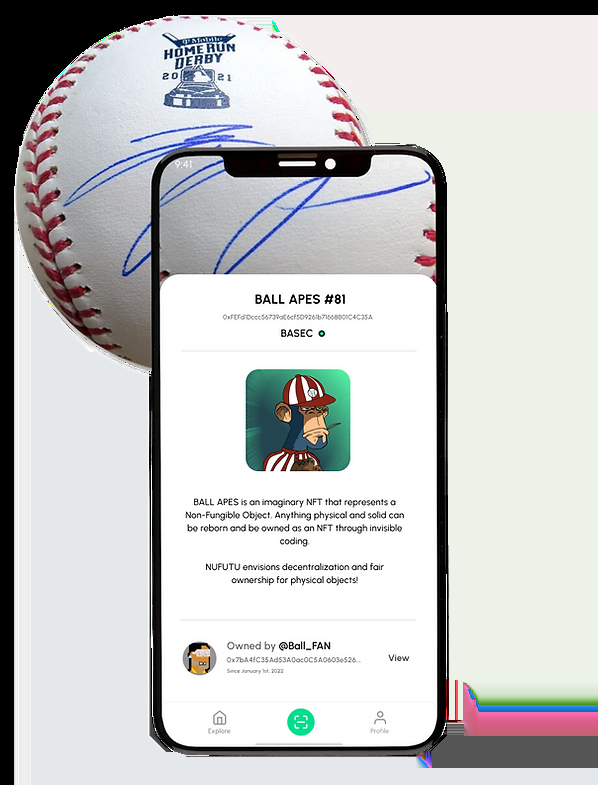 T Mobile
HOME RUN
DERBY
20 21
9:41
BALL APES #81
BASEC
BALL APES is an imaginary NFT that represents a
Non-Fungible Object. Anything physical and solid can
be reborn and be owned as an NFT through invisible
coding.
NUFUTU envisions decentralization and fair
ownership for physical objects!
Owned by @Ball_FAN
View
Since January 1st, 2022
Explore
Profile